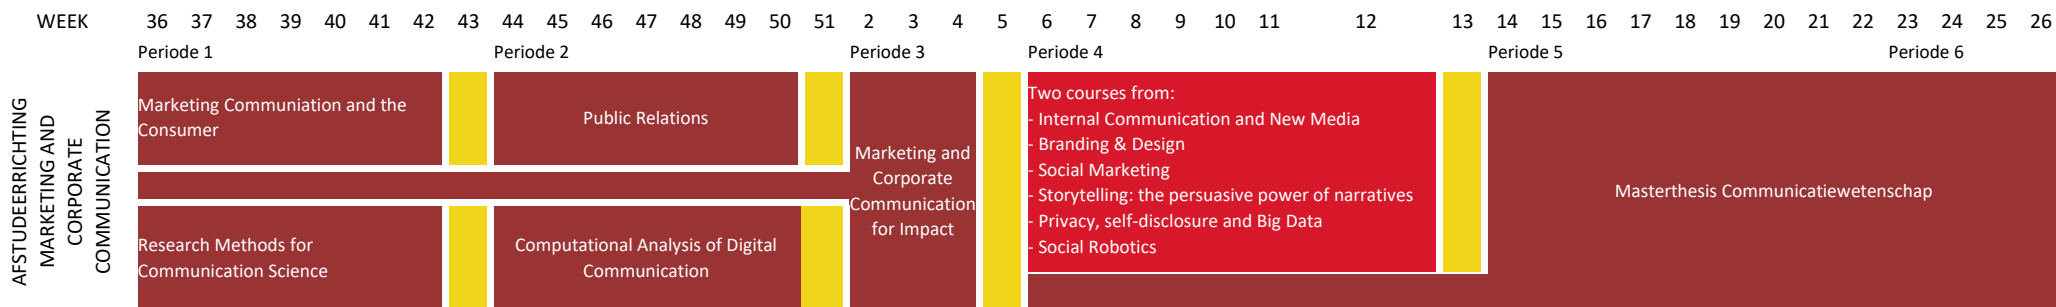 WEEK 36 37 38 39 40 41 42 43 44 45 46 47 48 49 50 51 2 3 4 5 6 7 8 9 10 11 12 13 14 15 16 17 18 19 20 21 22 23 24 25 26
Periode 1 Periode 2 Periode 3 Periode 4 Periode 5 Periode 6
AFSTUDEERRICHTING
MARKETING AND
CORPORATE
COMMUNICATION
Marketing Communiation and the
Consumer
Public Relations
Research Methods for
Communication Science
Computational Analysis of Digital
Communication
Marketing and
Corporate
Communication
for Impact
Two courses from:
- Internal Communication and New Media
- Branding & Design
- Social Marketing
- Storytelling: the persuasive power of narratives
- Privacy, self-disclosure and Big Data
- Social Robotics
Masterthesis Communicatiewetenschap